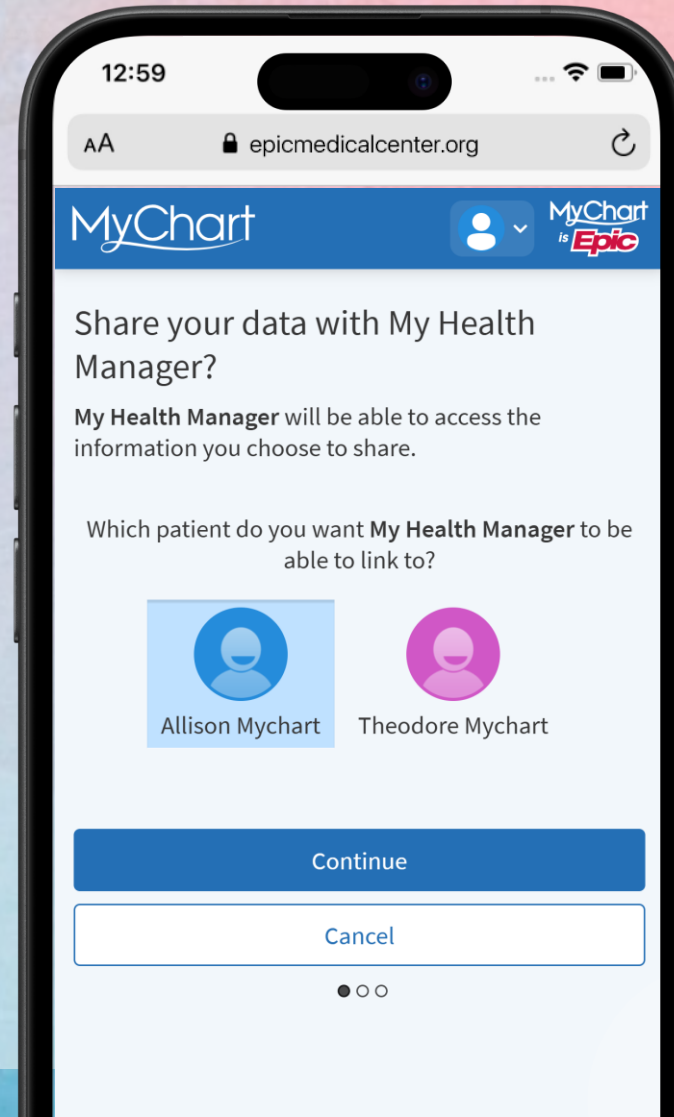 12:59
AA
epicmedicalcenter.org
MyChart
MyChart
is Epic
Share your data with My Health
Manager?
My Health Manager will be able to access the
information you choose to share.
Which patient do you want My Health Manager to be
able to link to?
Allison Mychart
Theodore Mychart
Continue
Cancel